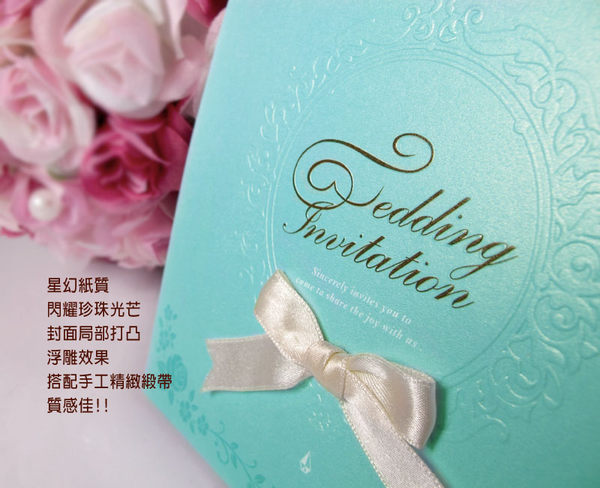 Wedding
Invitation
Sincerely invites you to
come to share the joy with us
星幻紙質
閃耀珍珠光芒
封面局部打凸
浮雕效果
搭配手工精緻緞帶
質感佳!!